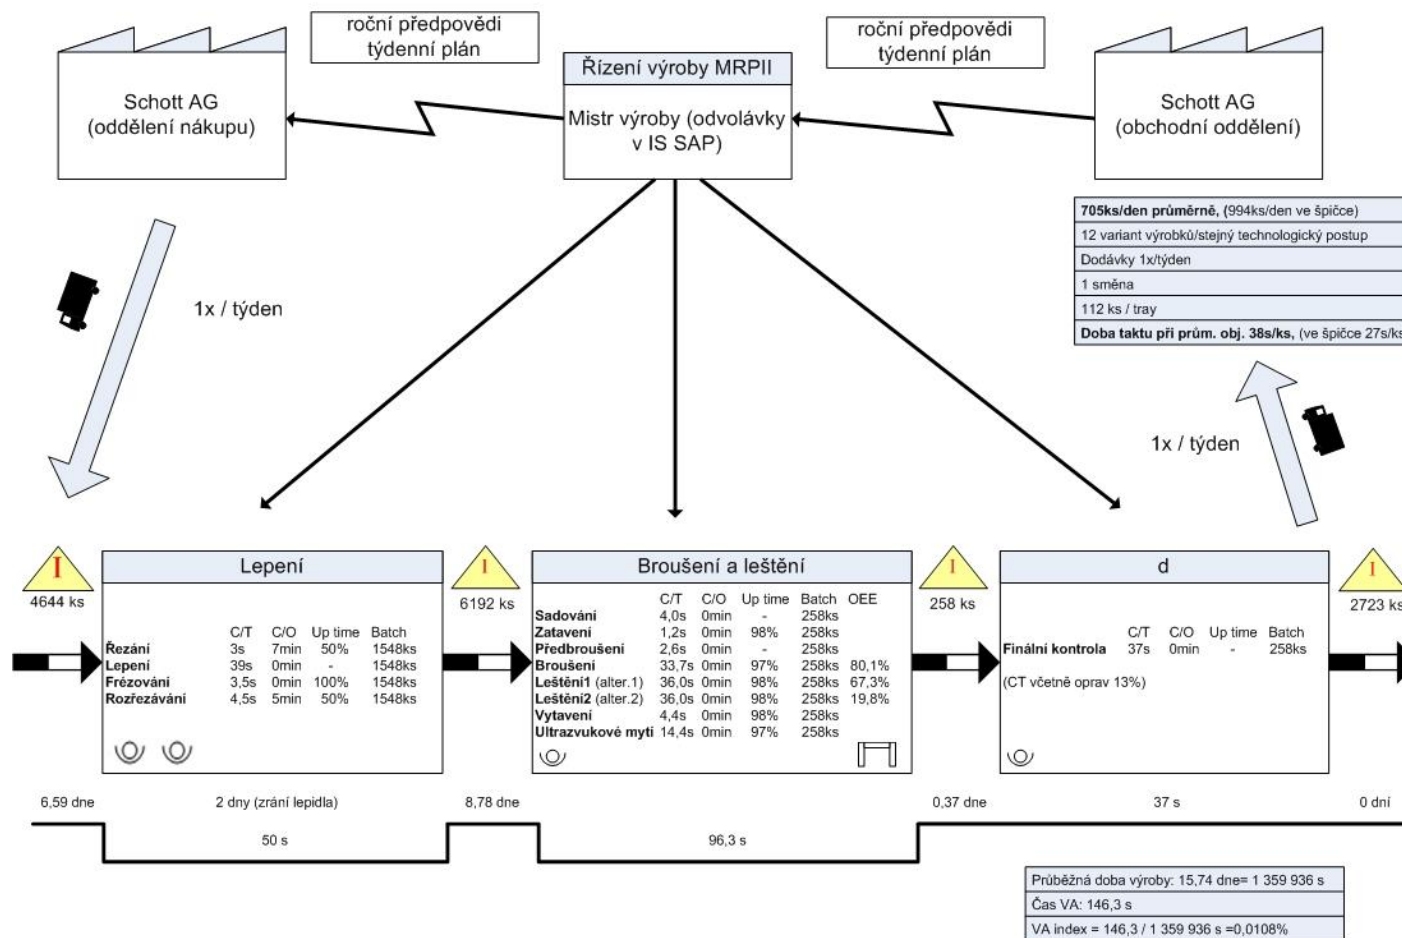 roční předpovědi
týdenní plán
roční předpovědi
týdenní plán
Schott AG
(oddělení nákupu)
Řízení výroby MRPII
Mistr výroby (odvolávky
v IS SAP)
Schott AG
(obchodní oddělení)
705ks/den průměrně, (994ks/den ve špičce)
12 variant výrobků/stejný technologický postup
Dodávky 1x/týden
1 směna
112 ks / tray
Doba taktu při prům. obj. 38s/ks, (ve špičce 27s/ks
1x / týden
1x / týden
I
4644 ks
Lepení
C/T C/O Up time Batch
Řezání 3s 7min 50% 1548ks
Lepení 39s 0min - 1548ks
Frézování 3,5s 0min 100% 1548ks
Rozřezávání 4,5s 5min 50% 1548ks
I
6192 ks
Broušení a leštění
C/T C/O Up time Batch OEE
Sadování 4,0s 0min - 258ks
Zatavení 1,2s 0min 98% 258ks
Předbroušení 2,6s 0min - 258ks
Broušení 33,7s 0min 97% 258ks 80,1%
Leštění1 (alter.1) 36,0s 0min 98% 258ks 67,3%
Leštění2 (alter.2) 36,0s 0min 98% 258ks 19,8%
Vytavení 4,4s 0min 98% 258ks
Ultrazvukové mytí 14,4s 0min 97% 258ks
I
258 ks
d
C/T C/O Up time Batch
Finální kontrola 37s 0min - 258ks
(CT včetně oprav 13%)
I
2723 ks
6,59 dne
2 dny (zrání lepidla)
8,78 dne
0,37 dne
37 s
0 dní
50 s
96,3 s
Průběžná doba výroby: 15,74 dne= 1 359 936 s
Čas VA: 146,3 s
VA index = 146,3 / 1 359 936 s =0,0108%